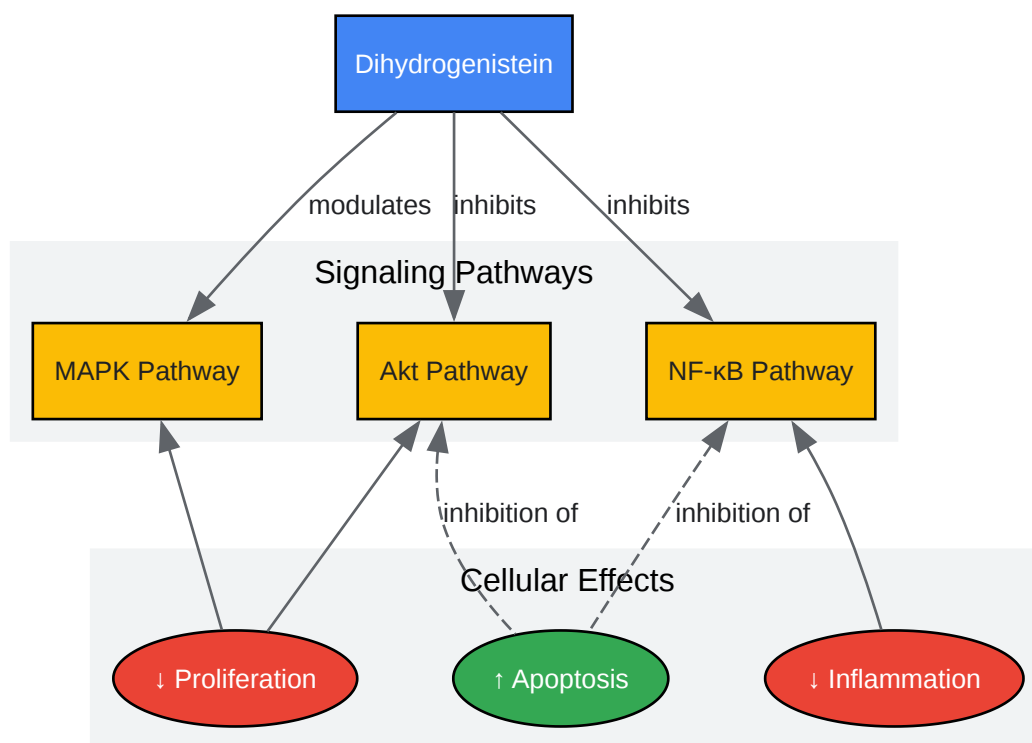 Dihydrogenistein
modulates
inhibits
inhibits
Signaling Pathways
MAPK Pathway
Akt Pathway
NF-κB Pathway
inhibition of
inhibition of
Cellular Effects
↓ Proliferation
↑ Apoptosis
↓ Inflammation